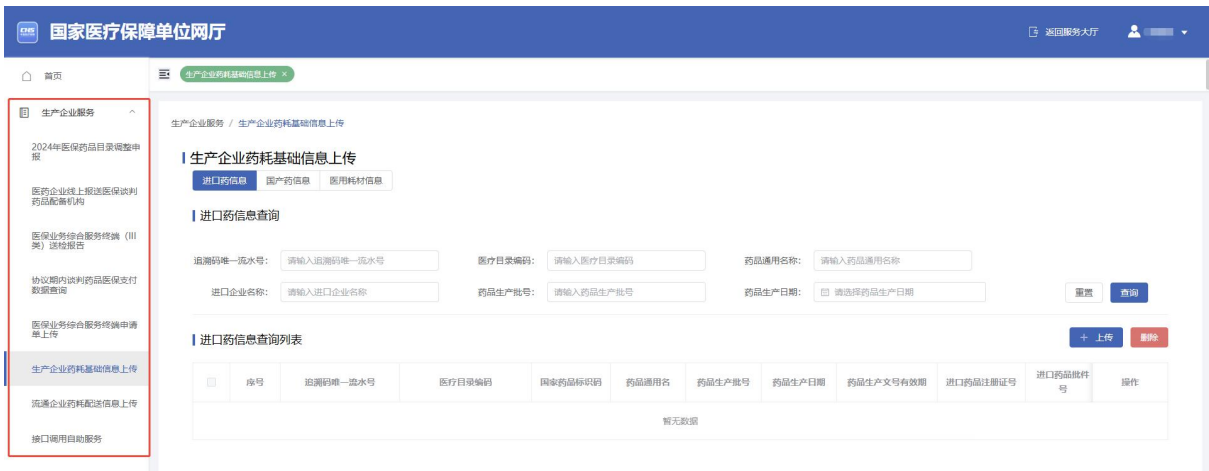 CHS
国家医疗保障单位网厅
返回服务大厅
首页
生产企业药耗基础信息上传 ×
生产企业服务
2024年医保药品目录调整申
报
医药企业线上报送医保谈判
药品配备机构
医保业务综合服务终端（III
类）送检报告
协议期内谈判药品医保支付
数据查询
医保业务综合服务终端申请
单上传
生产企业药耗基础信息上传
流通企业药耗配送信息上传
接口调用自助服务
生产企业服务 / 生产企业药耗基础信息上传
生产企业药耗基础信息上传
进口药信息 国产药信息 医用耗材信息
进口药信息查询
追溯码唯一流水号： 请输入追溯码唯一流水号 医疗目录编码： 请输入医疗目录编码 药品通用名称： 请输入药品通用名称
进口企业名称： 请输入进口企业名称 药品生产批号： 请输入药品生产批号 药品生产日期： 请选择药品生产日期 重置 查询
进口药信息查询列表 + 上传 删除
序号 追溯码唯一流水号 医疗目录编码 国家药品标识码 药品通用名 药品生产批号 药品生产日期 药品生产文号有效期 进口药品注册证号 进口药品批件
号 操作
暂无数据